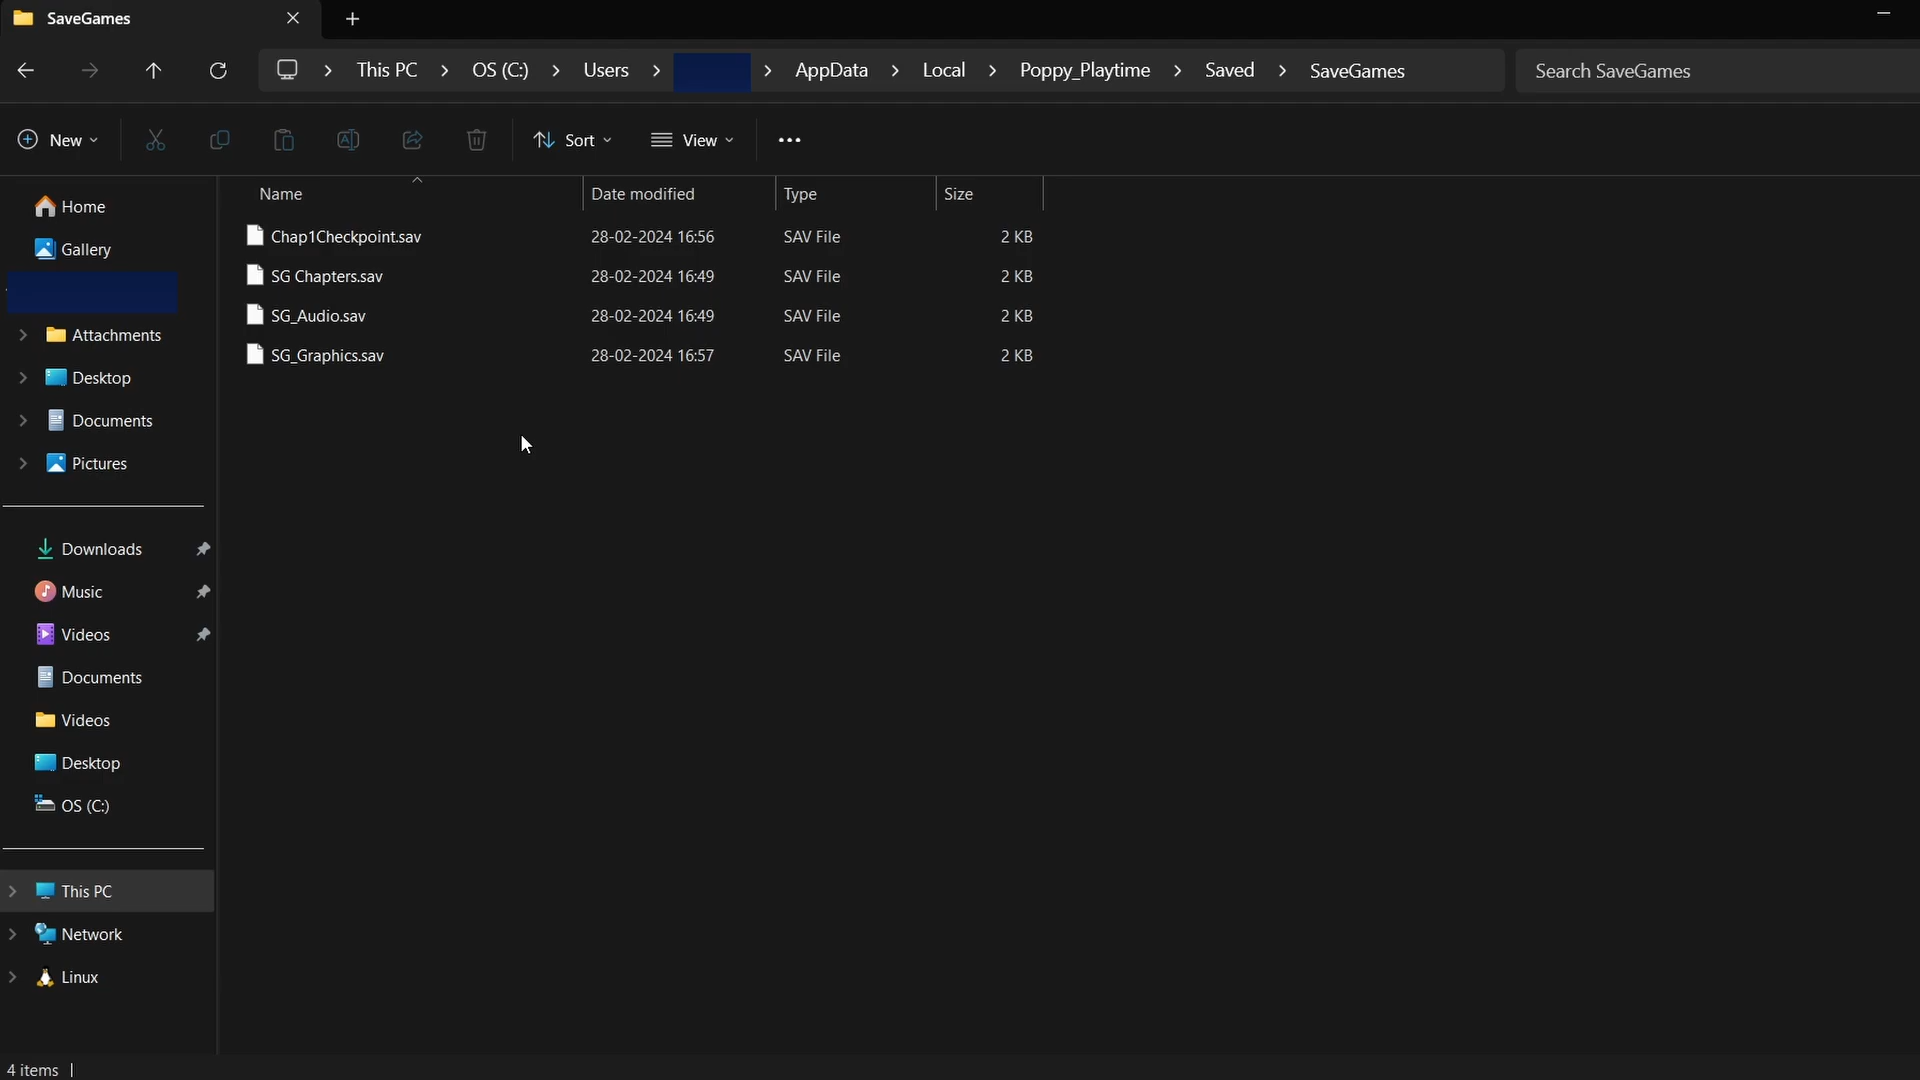 SaveGames
This PC > OS (C:) > Users > > AppData > Local > Poppy_Playtime > Saved > SaveGames
Search SaveGames
New
Sort
View
Name Date modified Type Size
Chap1Checkpoint.sav 28-02-2024 16:56 SAV File 2 KB
SG Chapters.sav 28-02-2024 16:49 SAV File 2 KB
SG_Audio.sav 28-02-2024 16:49 SAV File 2 KB
SG_Graphics.sav 28-02-2024 16:57 SAV File 2 KB
Home
Gallery
Attachments
Desktop
Documents
Pictures
Downloads
Music
Videos
Documents
Videos
Desktop
OS (C:)
This PC
Network
Linux
4 items